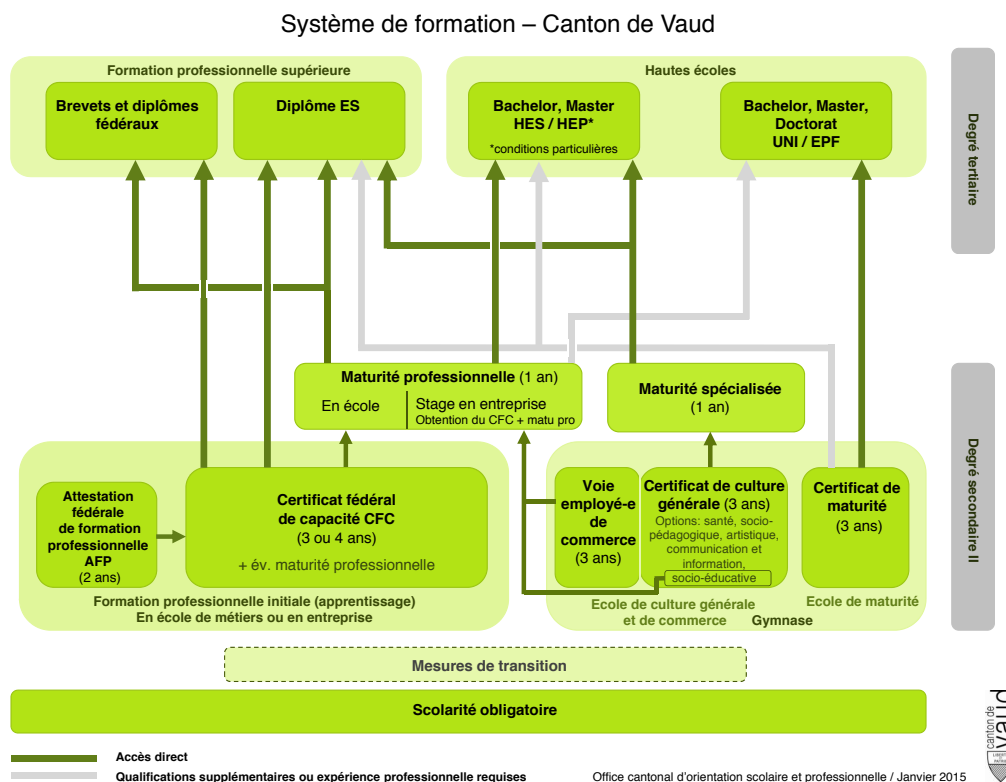 Système de formation – Canton de Vaud
Formation professionnelle supérieure
Hautes écoles
Brevets et diplômes
fédéraux
Diplôme ES
Bachelor, Master
HES / HEP*
*conditions particulières
Bachelor, Master,
Doctorat
UNI / EPF
Degré tertiaire
Maturité professionnelle (1 an)
En école
Stage en entreprise
Obtention du CFC + matu pro
Maturité spécialisée
(1 an)
Degré secondaire II
Attestation
fédérale
de formation
professionnelle
AFP
(2 ans)
Certificat fédéral
de capacité CFC
(3 ou 4 ans)
+ év. maturité professionnelle
Formation professionnelle initiale (apprentissage)
En école de métiers ou en entreprise
Voie
employé-e
de
commerce
(3 ans)
Certificat de culture
générale (3 ans)
Options: santé, socio-
pédagogique, artistique,
communication et
information,
socio-éducative
Certificat de
maturité
(3 ans)
Ecole de culture générale
et de commerce
Gymnase
Ecole de maturité
Mesures de transition
Scolarité obligatoire
Accès direct
Qualifications supplémentaires ou expérience professionnelle requises
Office cantonal d'orientation scolaire et professionnelle / Janvier 2015
canton de
vaud